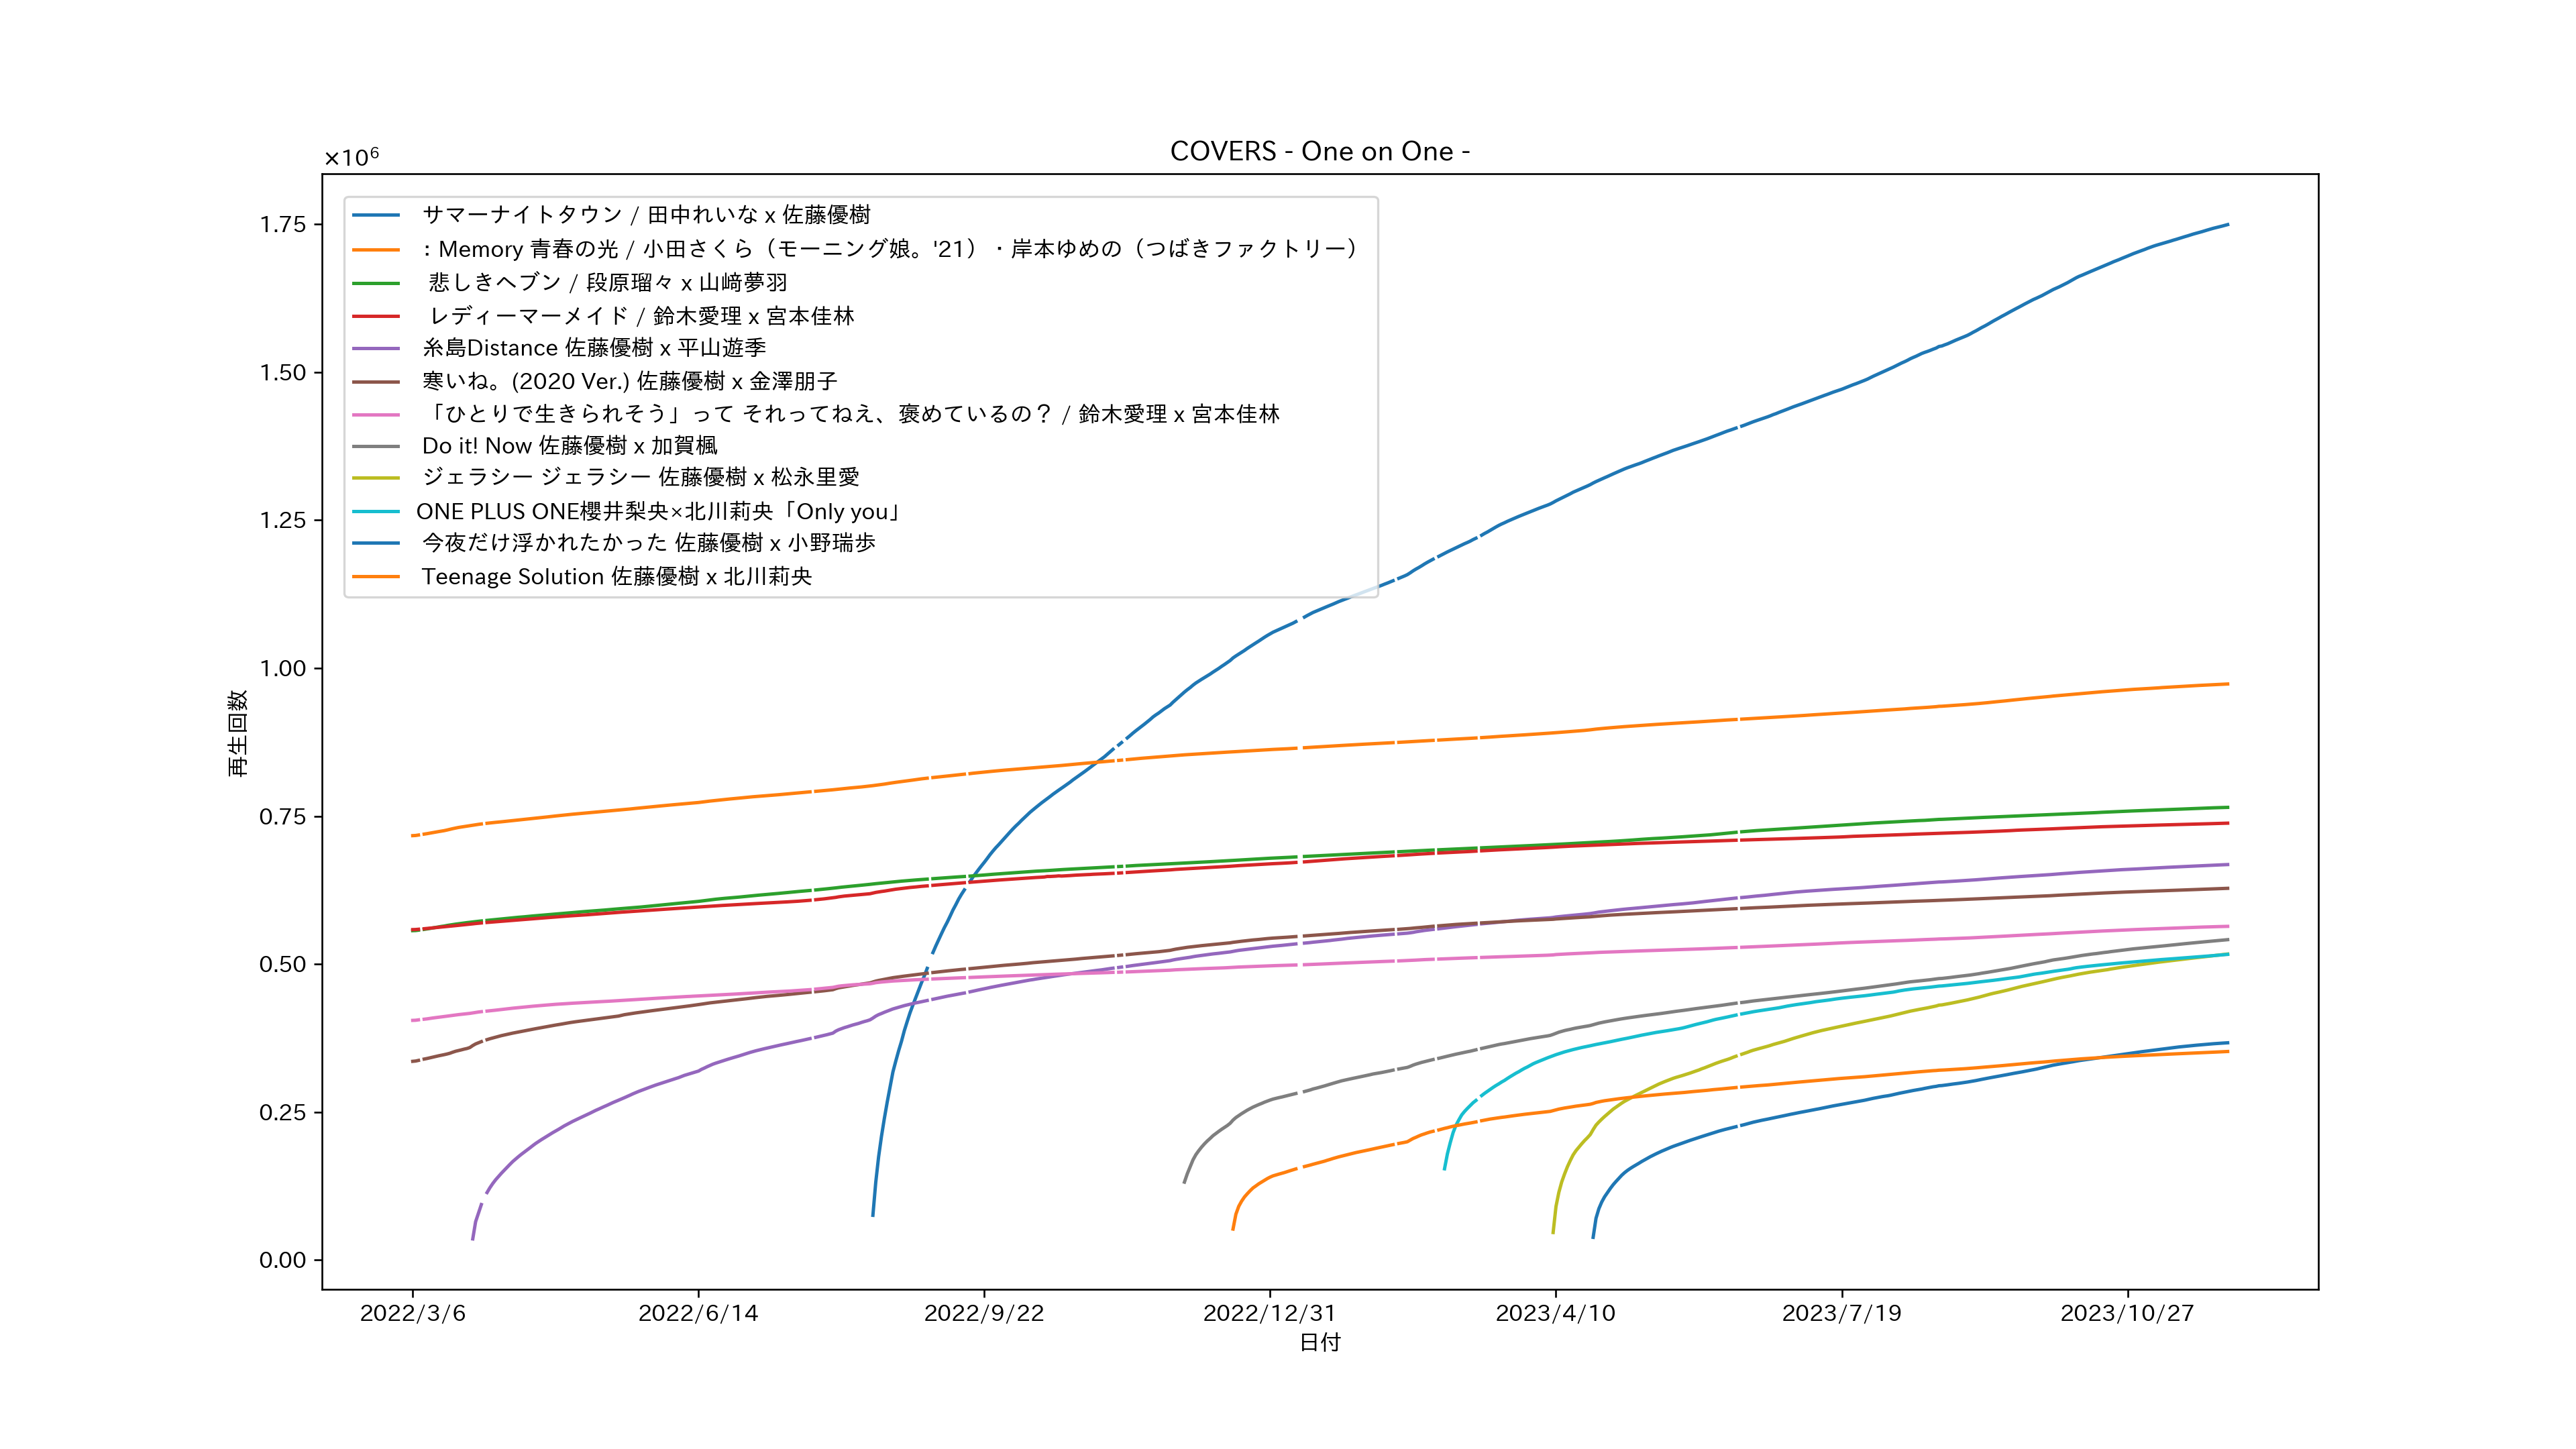 COVERS - One on One -
×10⁶
サマーナイトタウン / 田中れいな x 佐藤優樹
: Memory 青春の光 / 小田さくら（モーニング娘。'21）・岸本ゆめの（つばきファクトリー）
悲しきヘブン / 段原瑠々 x 山﨑夢羽
レディーマーメイド / 鈴木愛理 x 宮本佳林
糸島Distance 佐藤優樹 x 平山遊季
寒いね。(2020 Ver.) 佐藤優樹 x 金澤朋子
「ひとりで生きられそう」って それってねえ、褒めているの？ / 鈴木愛理 x 宮本佳林
Do it! Now 佐藤優樹 x 加賀楓
ジェラシー ジェラシー 佐藤優樹 x 松永里愛
ONE PLUS ONE櫻井梨央×北川莉央「Only you」
今夜だけ浮かれたかった 佐藤優樹 x 小野瑞歩
Teenage Solution 佐藤優樹 x 北川莉央
1.75
1.50
1.25
1.00
0.75
0.50
0.25
0.00
再生回数
2022/3/6
2022/6/14
2022/9/22
2022/12/31
2023/4/10
2023/7/19
2023/10/27
日付